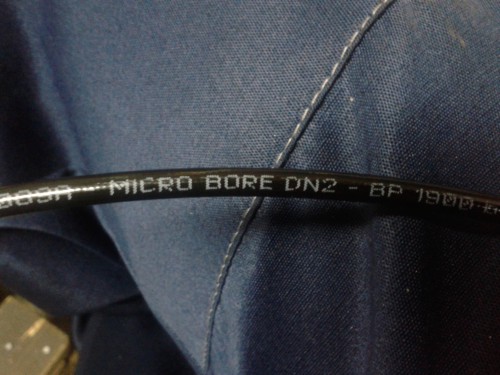 MICRO BORE DN2 - BP 1900